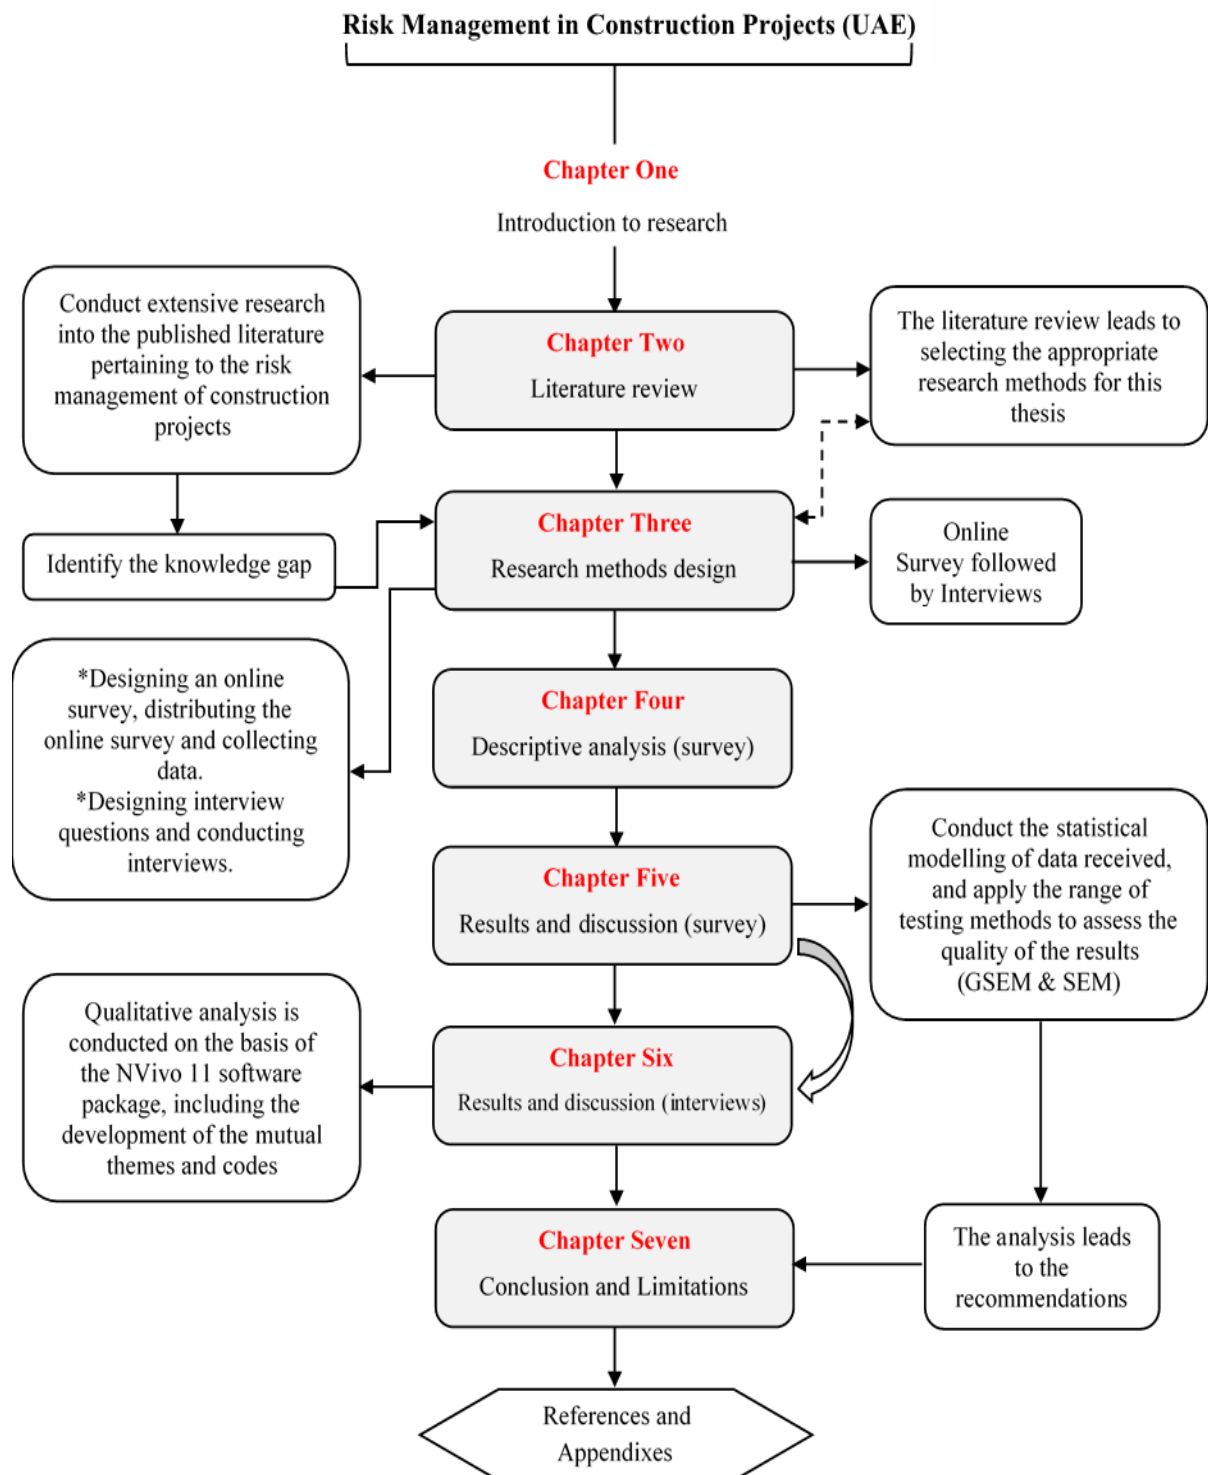 Risk Management in Construction Projects (UAE)
Chapter One
Introduction to research
Conduct extensive research
into the published literature
pertaining to the risk
management of construction
projects
Chapter Two
Literature review
The literature review leads to
selecting the appropriate
research methods for this
thesis
Identify the knowledge gap
Chapter Three
Research methods design
Online
Survey followed
by Interviews
*Designing an online
survey, distributing the
online survey and collecting
data.
*Designing interview
questions and conducting
interviews.
Chapter Four
Descriptive analysis (survey)
Chapter Five
Results and discussion (survey)
Conduct the statistical
modelling of data received,
and apply the range of
testing methods to assess the
quality of the results
(GSEM & SEM)
Qualitative analysis is
conducted on the basis of
the NVivo 11 software
package, including the
development of the mutual
themes and codes
Chapter Six
Results and discussion (interviews)
Chapter Seven
Conclusion and Limitations
The analysis leads
to the
recommendations
References and
Appendixes